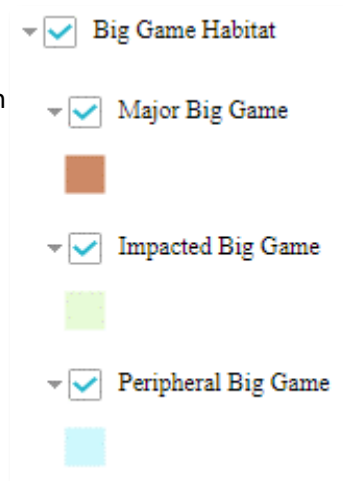 Big Game Habitat
n
Major Big Game
Impacted Big Game
Peripheral Big Game